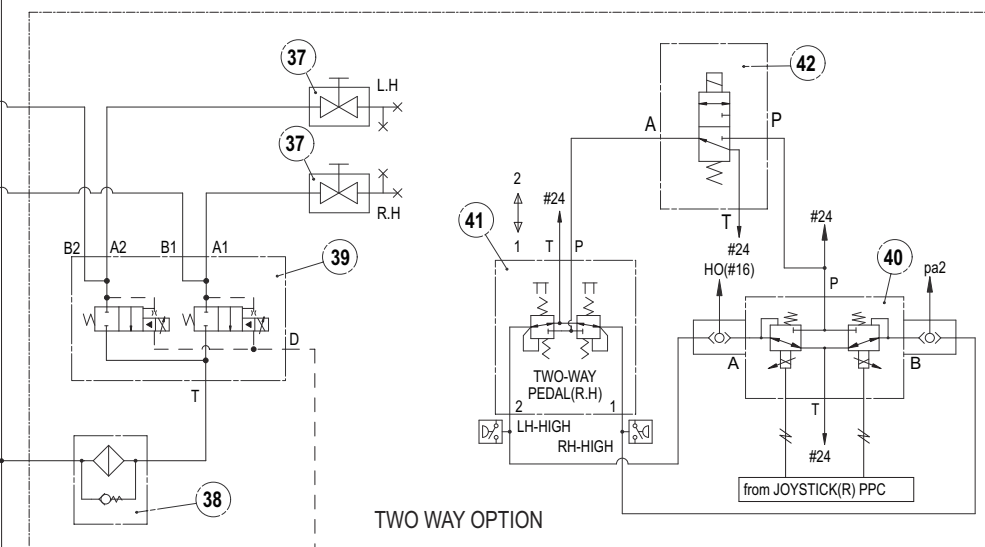 37
L.H
37
R.H
B2 A2 B1 A1
39
D
T
38
TWO WAY OPTION
42
A P
T
#24
HO(#16)
2
1
#24
41
T P
TWO-WAY
PEDAL(R.H)
2 1
LH-HIGH
RH-HIGH
#24
40
P
pa2
A B
T
#24
from JOYSTICK(R) PPC